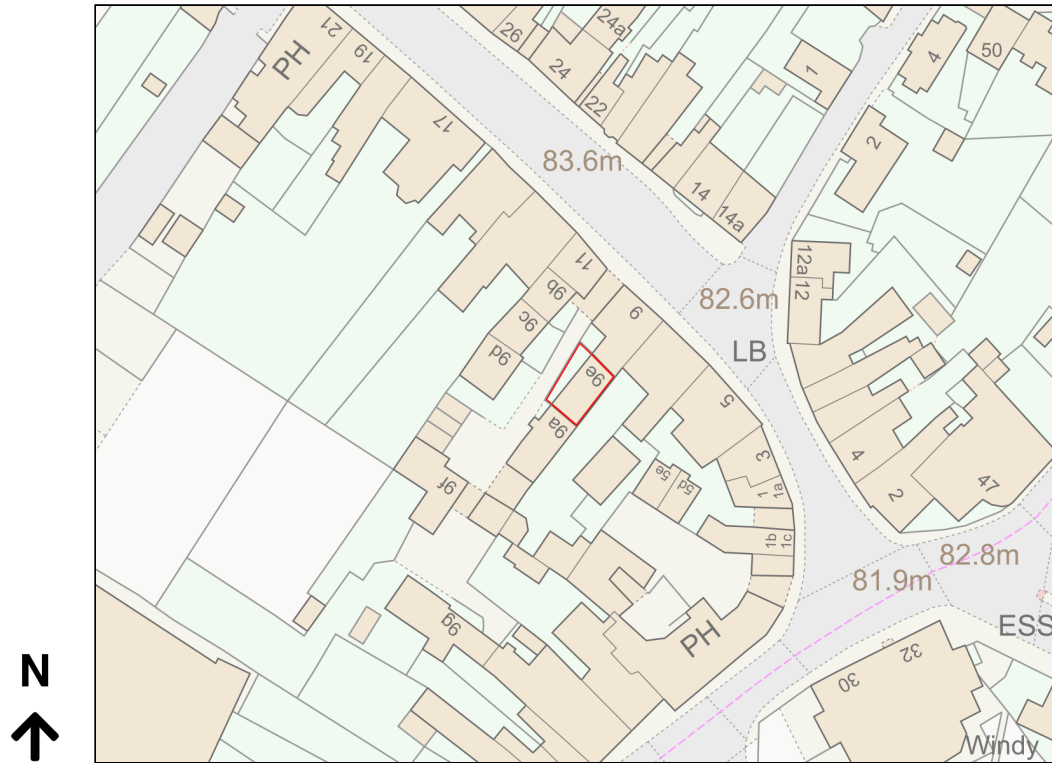 21
PH
19
17
26
24a
24
22
1
4
50
2
83.6m
14
14a
11
9b
9c
9d
9
9e
9a
82.6m
LB
12a
12
5
3
1
1a
5e
5d
4
2
47
9f
1b
1c
82.8m
81.9m
ESS
9g
PH
32
30
Windy
N